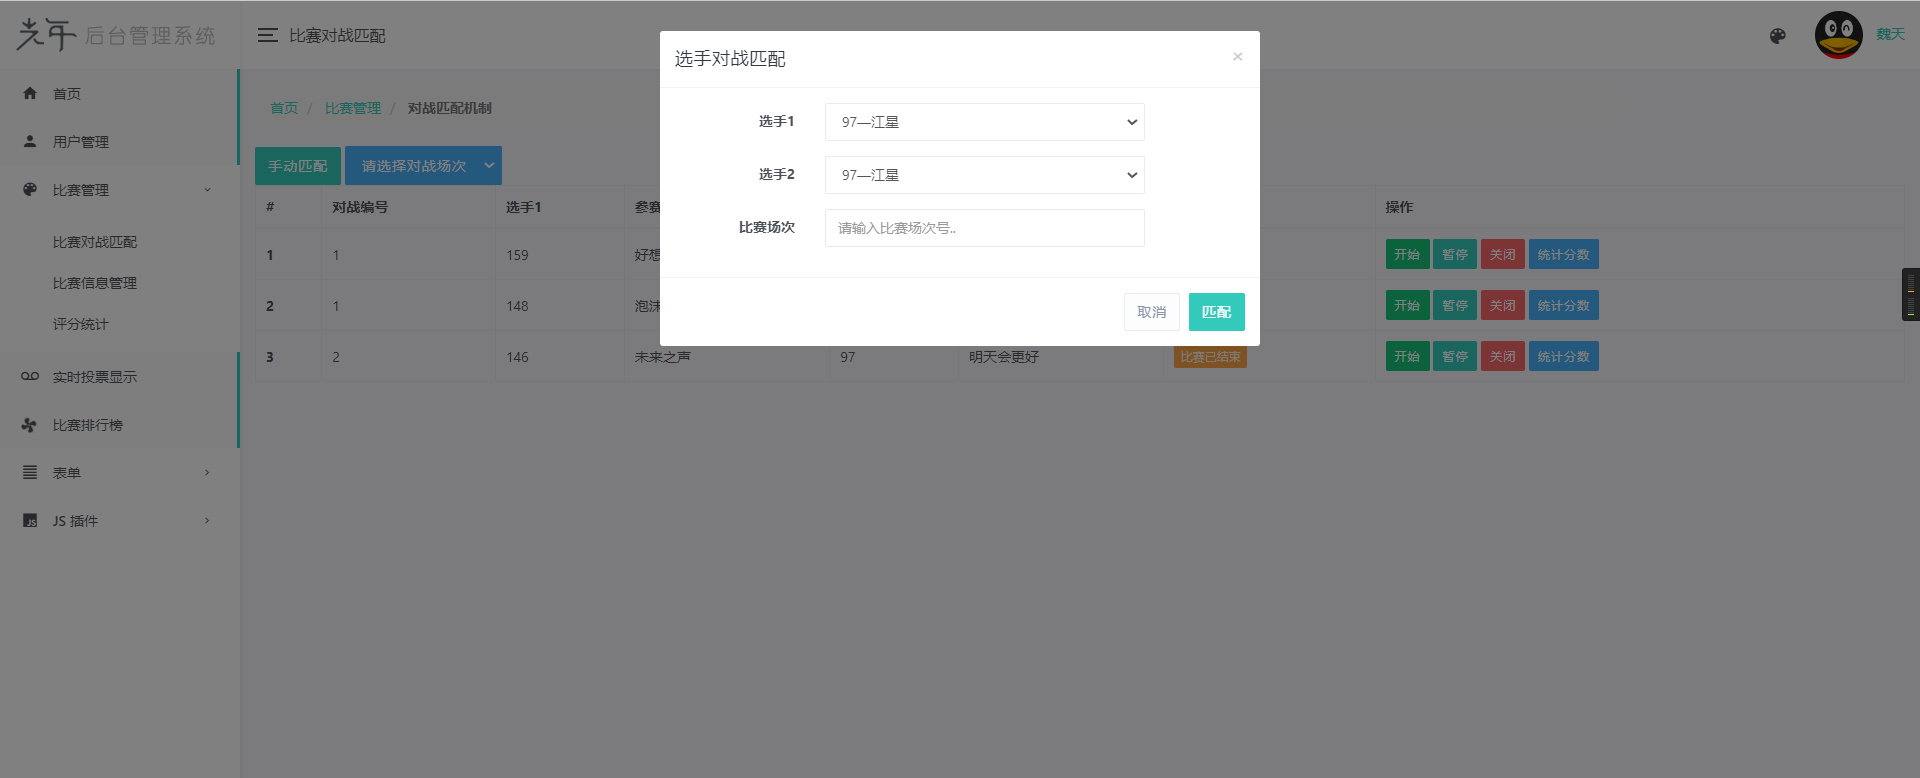 光年 后台管理系统
比赛对战匹配
魏天
首页
用户管理
比赛管理
比赛对战匹配
比赛信息管理
评分统计
实时投票显示
比赛排行榜
表单
JS 插件
首页 / 比赛管理 / 对战匹配机制
手动匹配 请选择对战场次
# 对战编号 选手1 参赛 操作
1 1 159 好想 开始 暂停 关闭 统计分数
2 1 148 泡沫 开始 暂停 关闭 统计分数
3 2 146 未来之声 97 明天会更好 比赛已结束 开始 暂停 关闭 统计分数
选手对战匹配 ×
选手1 97—江星
选手2 97—江星
比赛场次 请输入比赛场次号..
取消 匹配